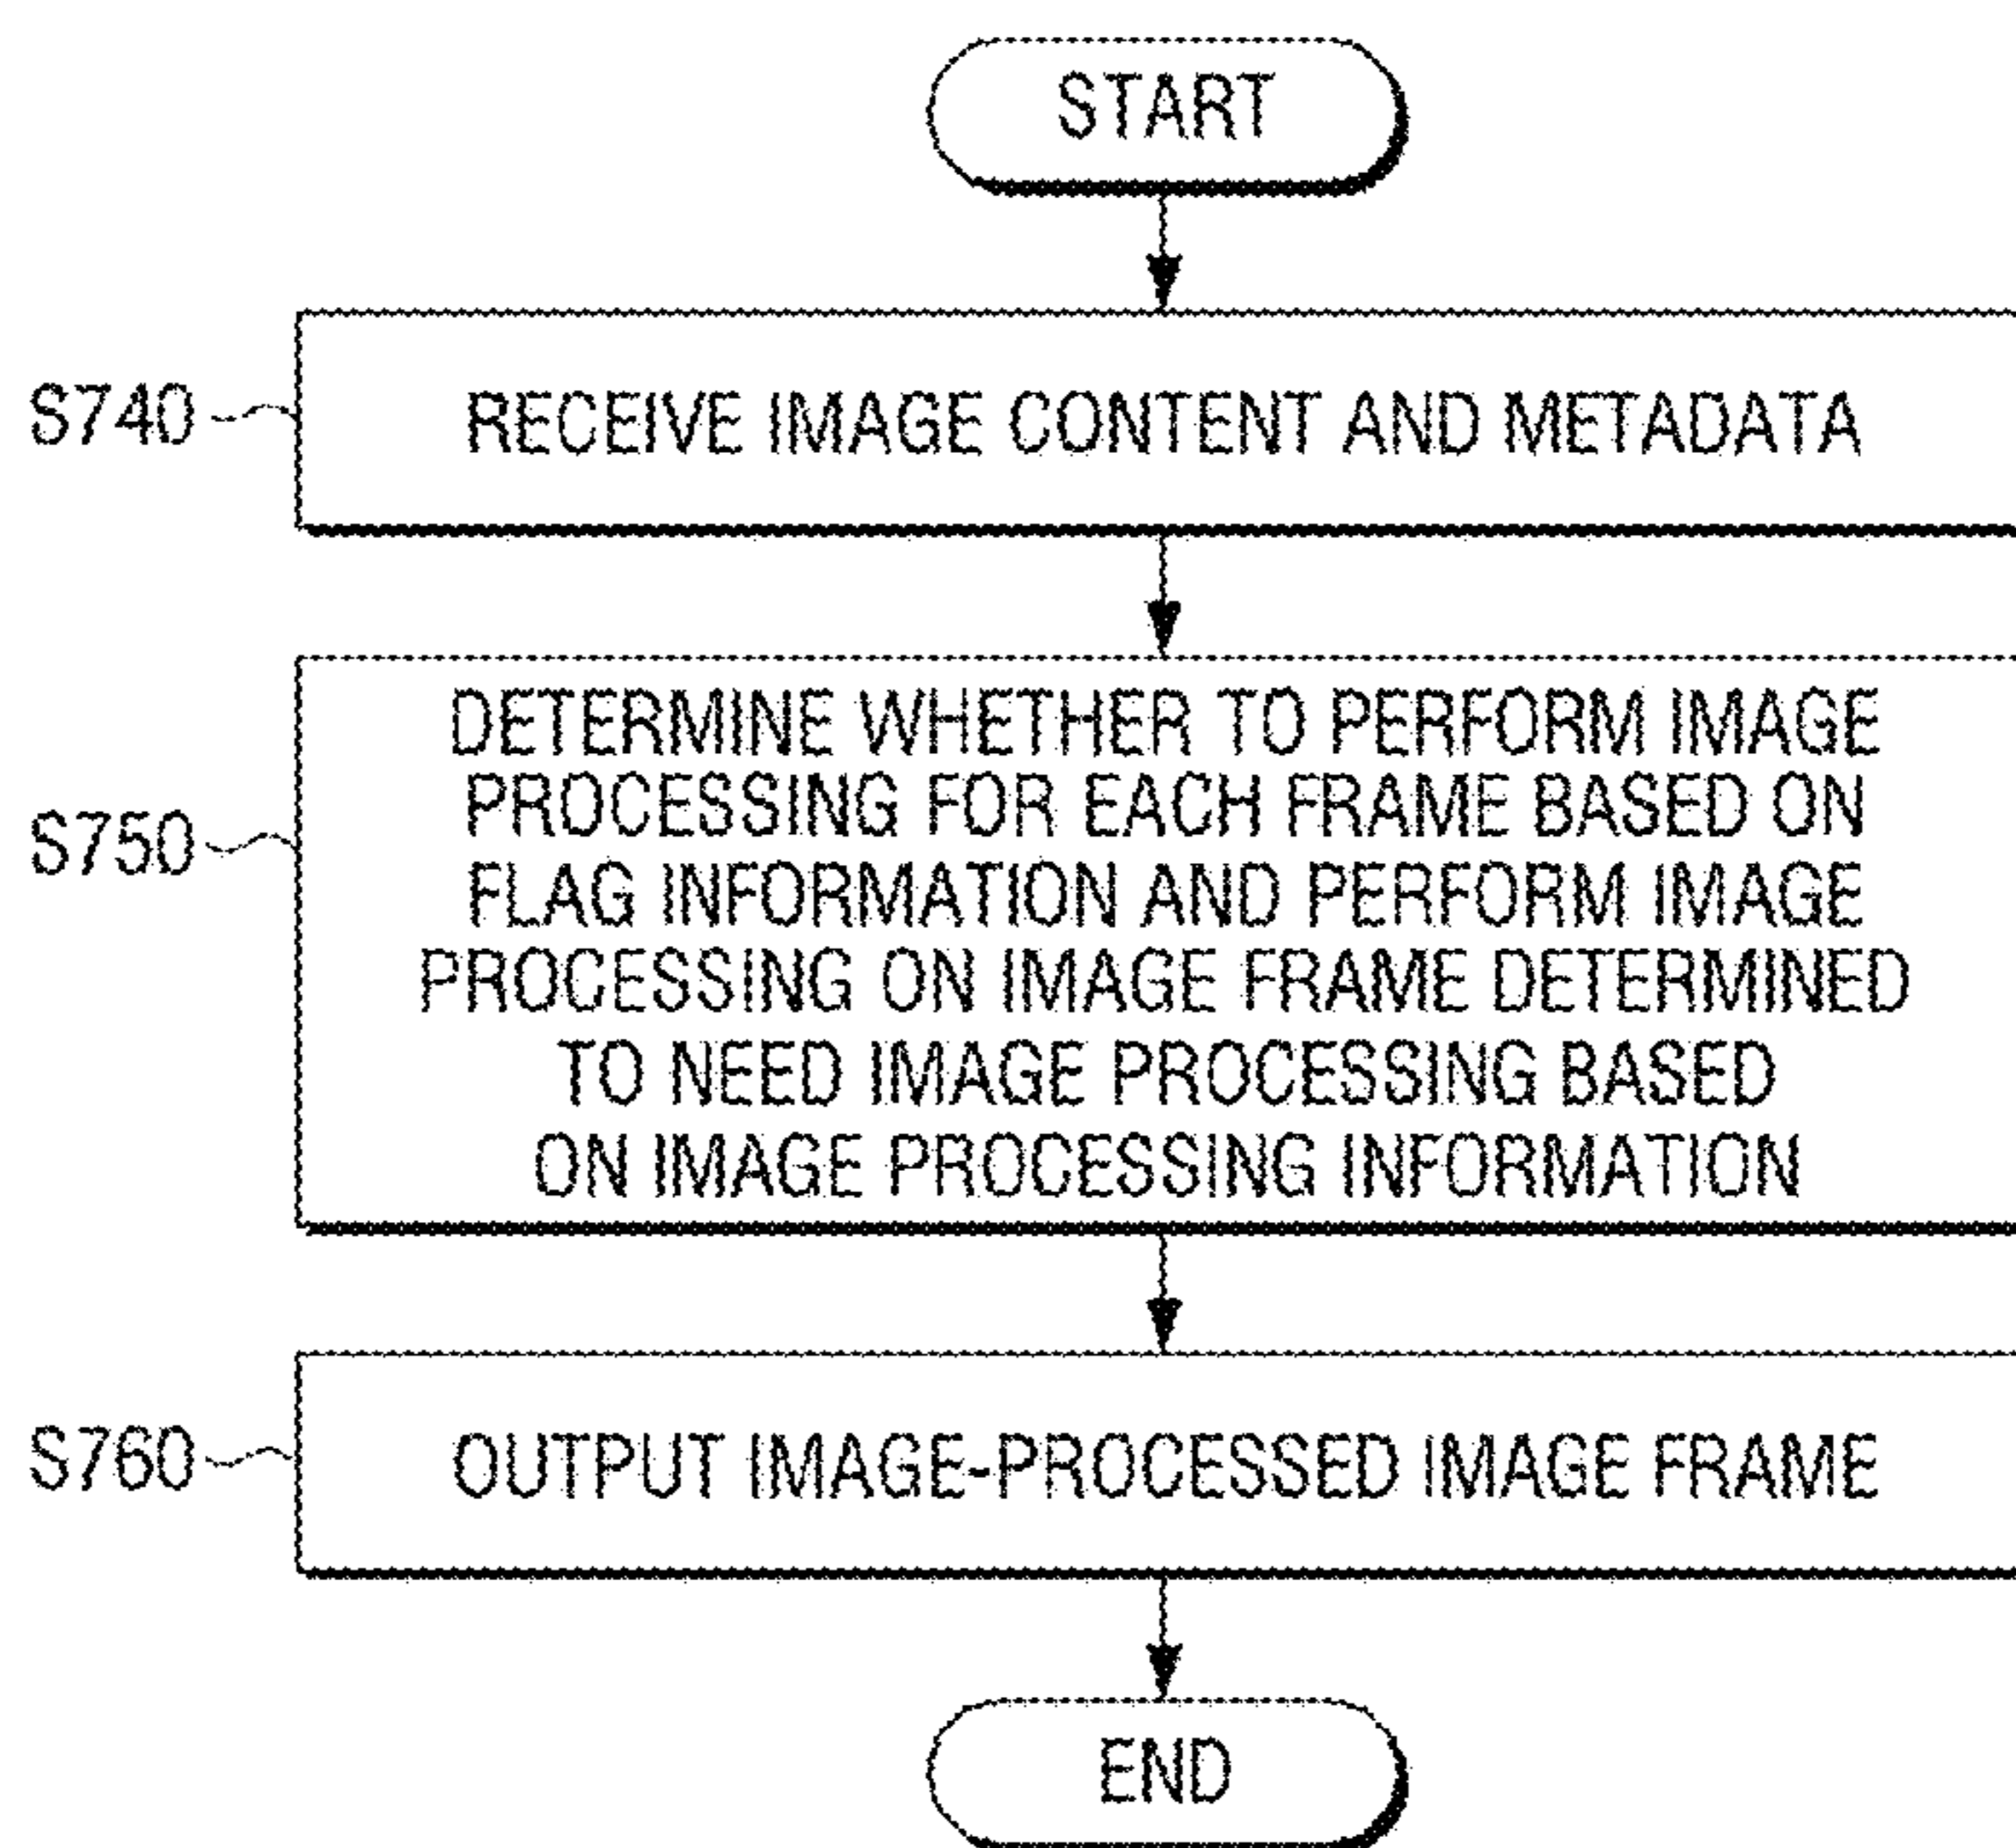 START
S740
RECEIVE IMAGE CONTENT AND METADATA
S750
DETERMINE WHETHER TO PERFORM IMAGE
PROCESSING FOR EACH FRAME BASED ON
FLAG INFORMATION AND PERFORM IMAGE
PROCESSING ON IMAGE FRAME DETERMINED
TO NEED IMAGE PROCESSING BASED
ON IMAGE PROCESSING INFORMATION
S760
OUTPUT IMAGE-PROCESSED IMAGE FRAME
END